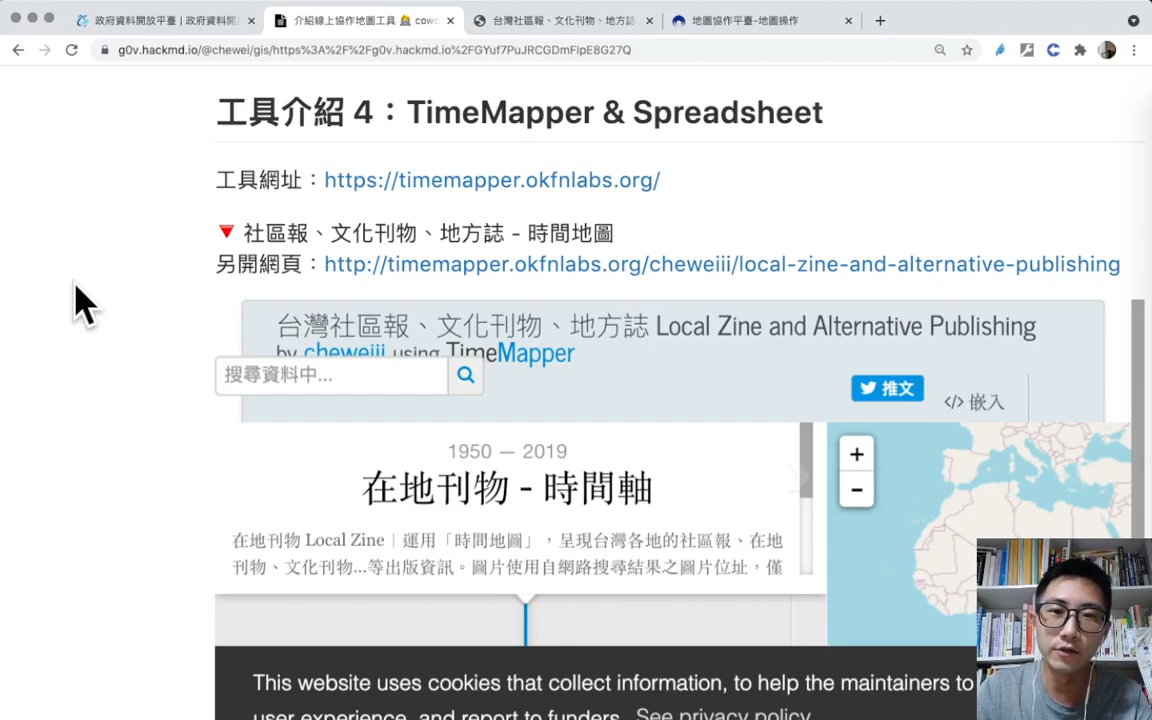 政府資料開放平臺 | 政府資料開
介紹線上協作地圖工具
台灣社區報、文化刊物、地方誌
地圖協作平臺-地圖操作
g0v.hackmd.io/@chewei/gis/https%3A%2F%2Fg0v.hackmd.io%2FGYuf7PuJRCGDmFlpE8G27Q
工具介紹 4：TimeMapper & Spreadsheet
工具網址：https://timemapper.okfnlabs.org/
社區報、文化刊物、地方誌 - 時間地圖
另開網頁：http://timemapper.okfnlabs.org/cheweiii/local-zine-and-alternative-publishing
台灣社區報、文化刊物、地方誌 Local Zine and Alternative Publishing
by cheweiii using TimeMapper
搜尋資料中...
推文
</> 嵌入
1950 — 2019
在地刊物 - 時間軸
在地刊物 Local Zine | 運用「時間地圖」，呈現台灣各地的社區報、在地
刊物、文化刊物...等出版資訊。圖片使用自網路搜尋結果之圖片位址，僅
+
−
This website uses cookies that collect information, to help the maintainers to
user experience, and report to funders. See privacy policy